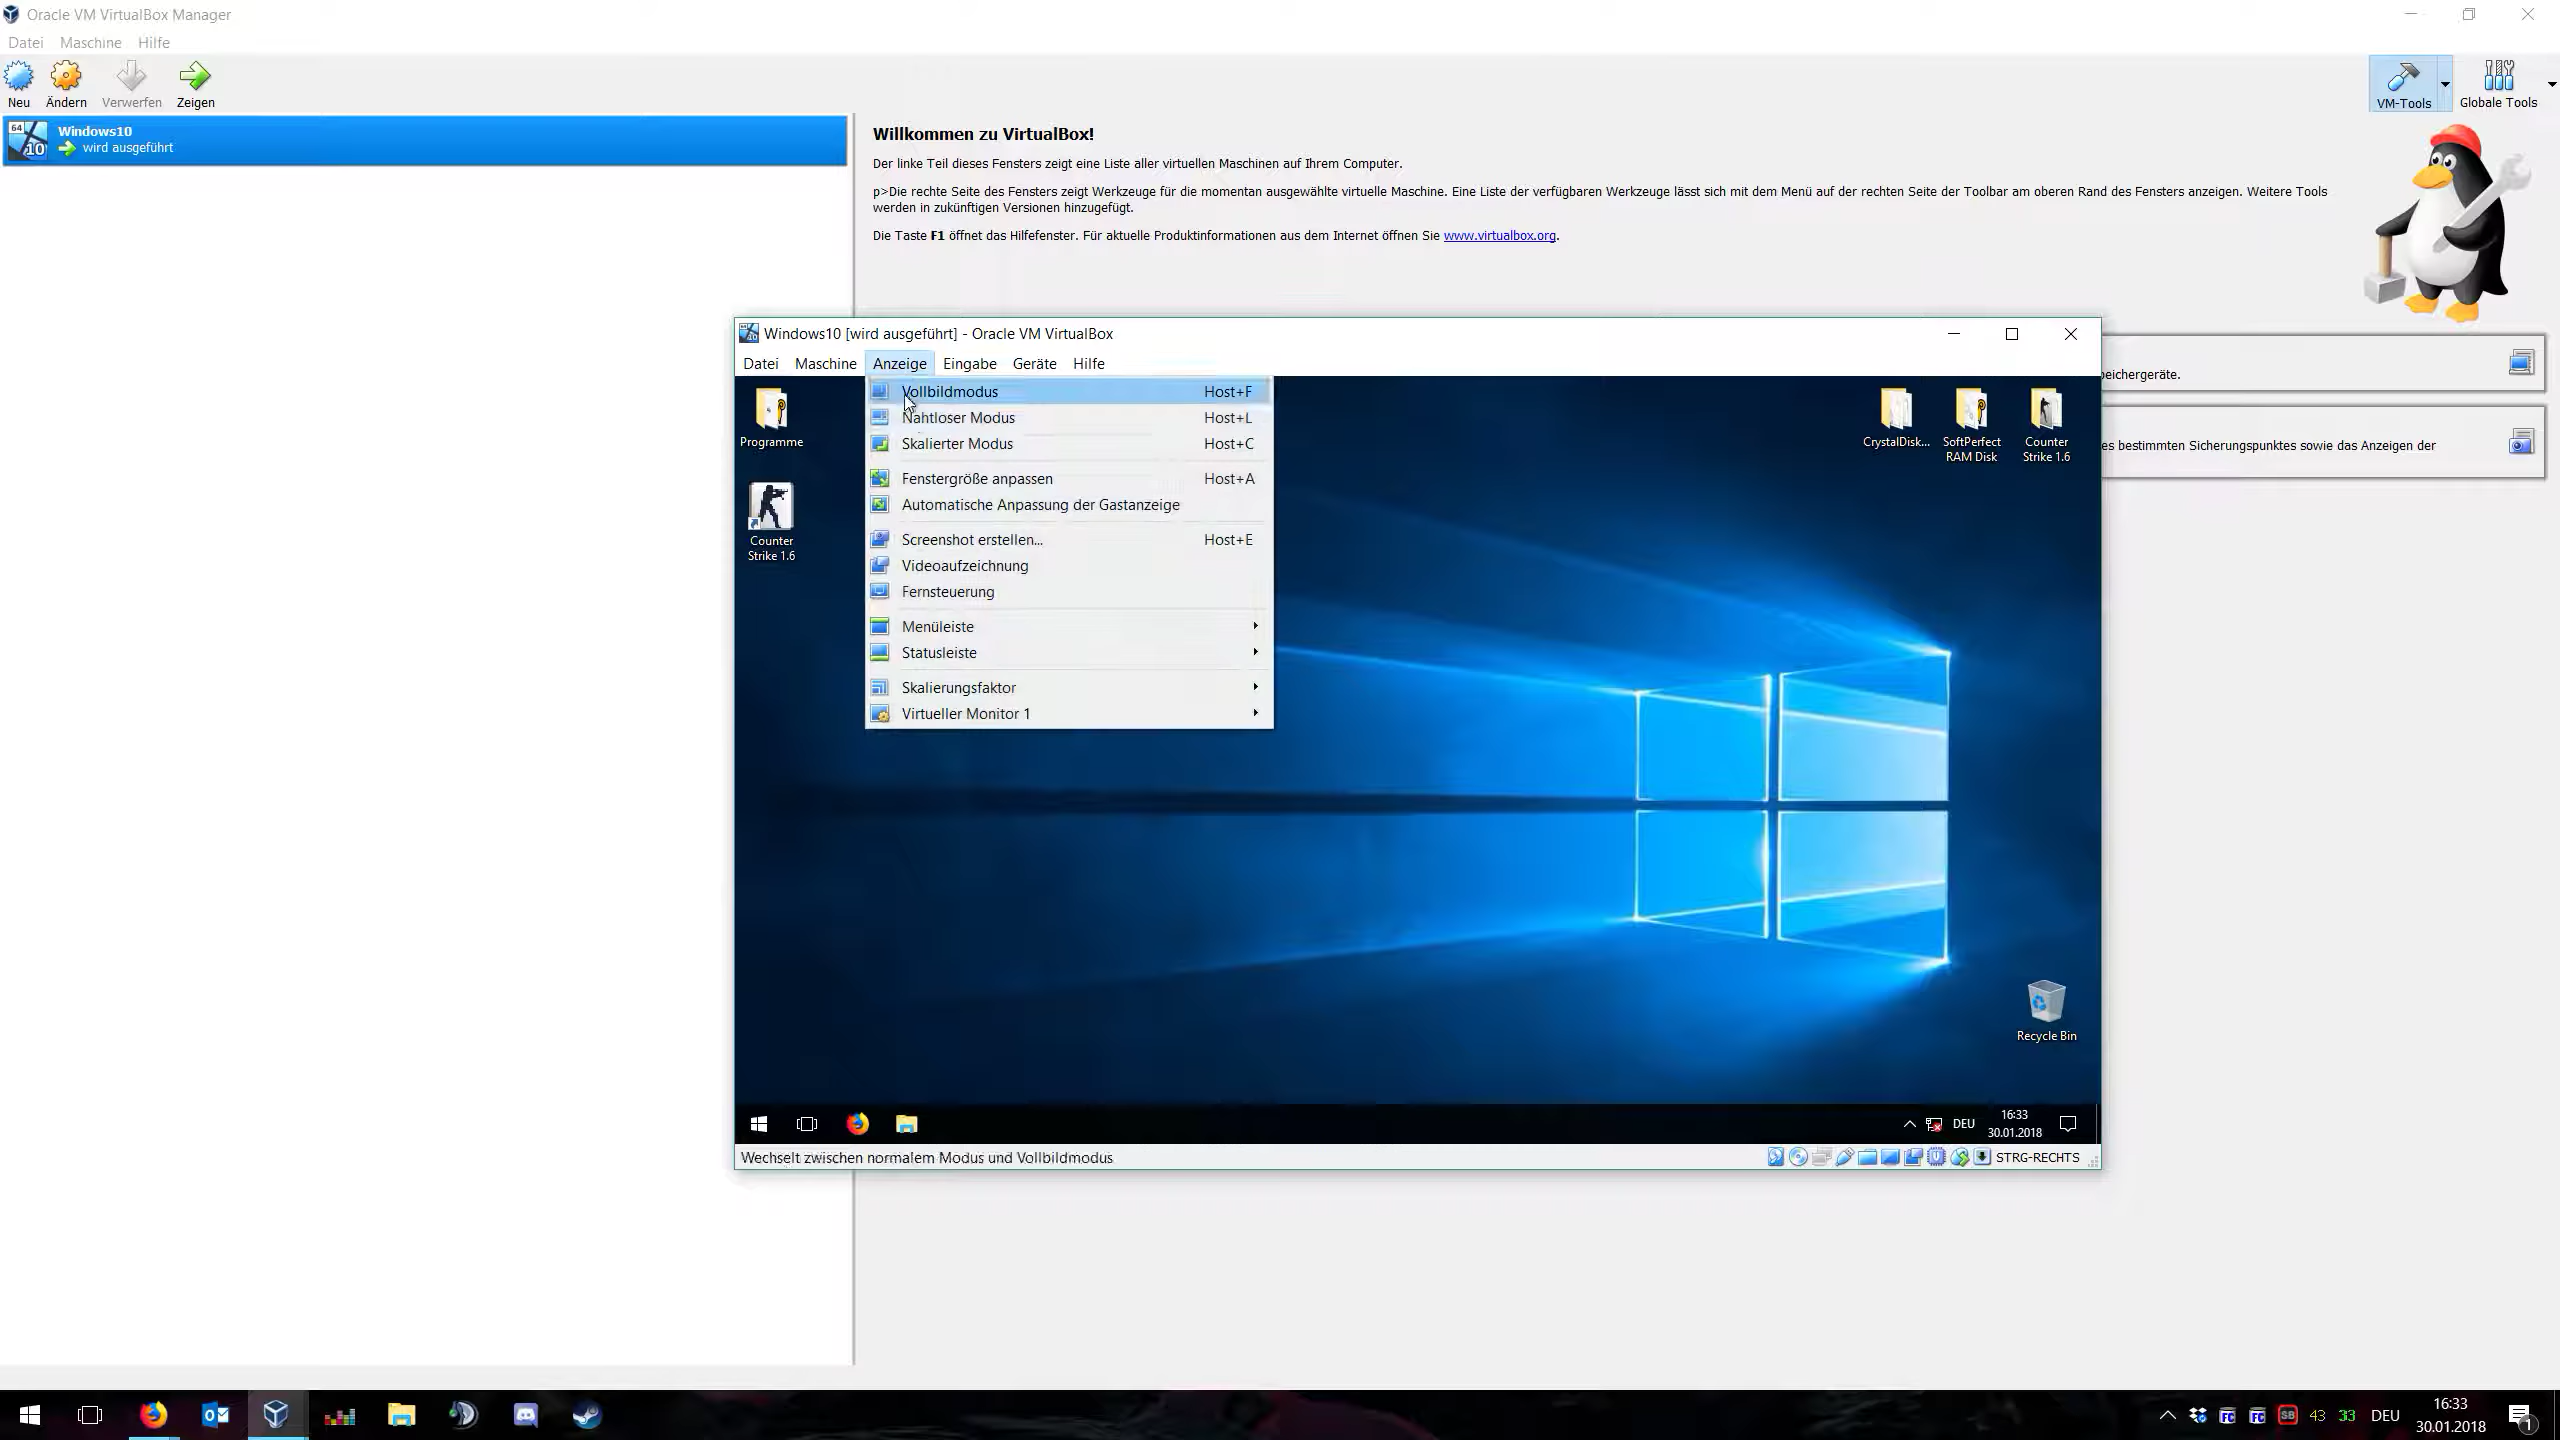 Oracle VM VirtualBox Manager
Datei Maschine Hilfe
Neu Ändern Verwerfen Zeigen
VM-Tools Globale Tools
64
10
Windows10
wird ausgeführt
Willkommen zu VirtualBox!
Der linke Teil dieses Fensters zeigt eine Liste aller virtuellen Maschinen auf Ihrem Computer.
p>Die rechte Seite des Fensters zeigt Werkzeuge für die momentan ausgewählte virtuelle Maschine. Eine Liste der verfügbaren Werkzeuge lässt sich mit dem Menü auf der rechten Seite der Toolbar am oberen Rand des Fensters anzeigen. Weitere Tools
werden in zukünftigen Versionen hinzugefügt.
Die Taste F1 öffnet das Hilfefenster. Für aktuelle Produktinformationen aus dem Internet öffnen Sie www.virtualbox.org.
Windows10 [wird ausgeführt] - Oracle VM VirtualBox
Datei Maschine Anzeige Eingabe Geräte Hilfe
peichergeräte.
es bestimmten Sicherungspunktes sowie das Anzeigen der
Vollbildmodus Host+F
Nahtloser Modus Host+L
Skalierter Modus Host+C
Fenstergröße anpassen Host+A
Automatische Anpassung der Gastanzeige
Screenshot erstellen... Host+E
Videoaufzeichnung
Fernsteuerung
Menüleiste
Statusleiste
Skalierungsfaktor
Virtueller Monitor 1
Programme
Counter
Strike 1.6
CrystalDisk...
SoftPerfect
RAM Disk
Counter
Strike 1.6
Recycle Bin
DEU
16:33
30.01.2018
Wechselt zwischen normalem Modus und Vollbildmodus
STRG-RECHTS
SB
43
33
DEU
16:33
30.01.2018
1